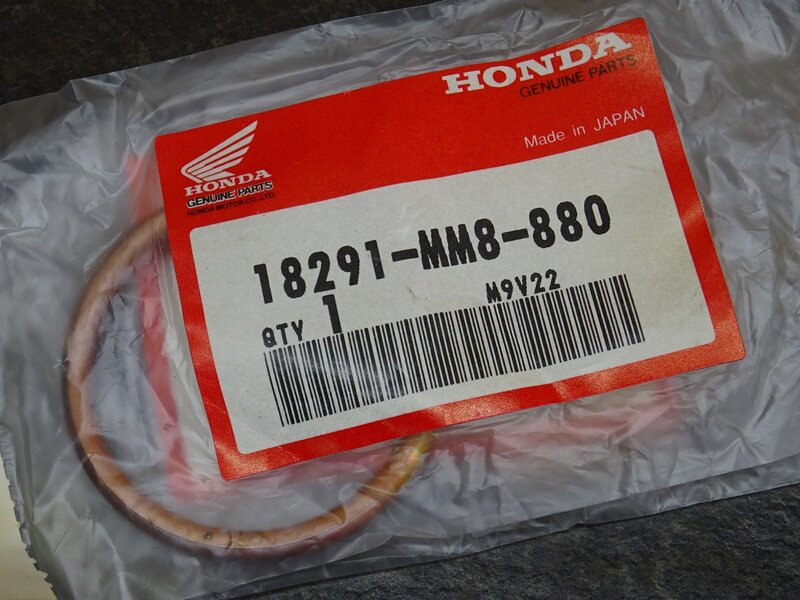 HONDA
GENUINE PARTS
Made in JAPAN
HONDA
GENUINE PARTS
HONDA MOTOR CO.,LTD.
18291-MM8-880
M9V22
QTY 1